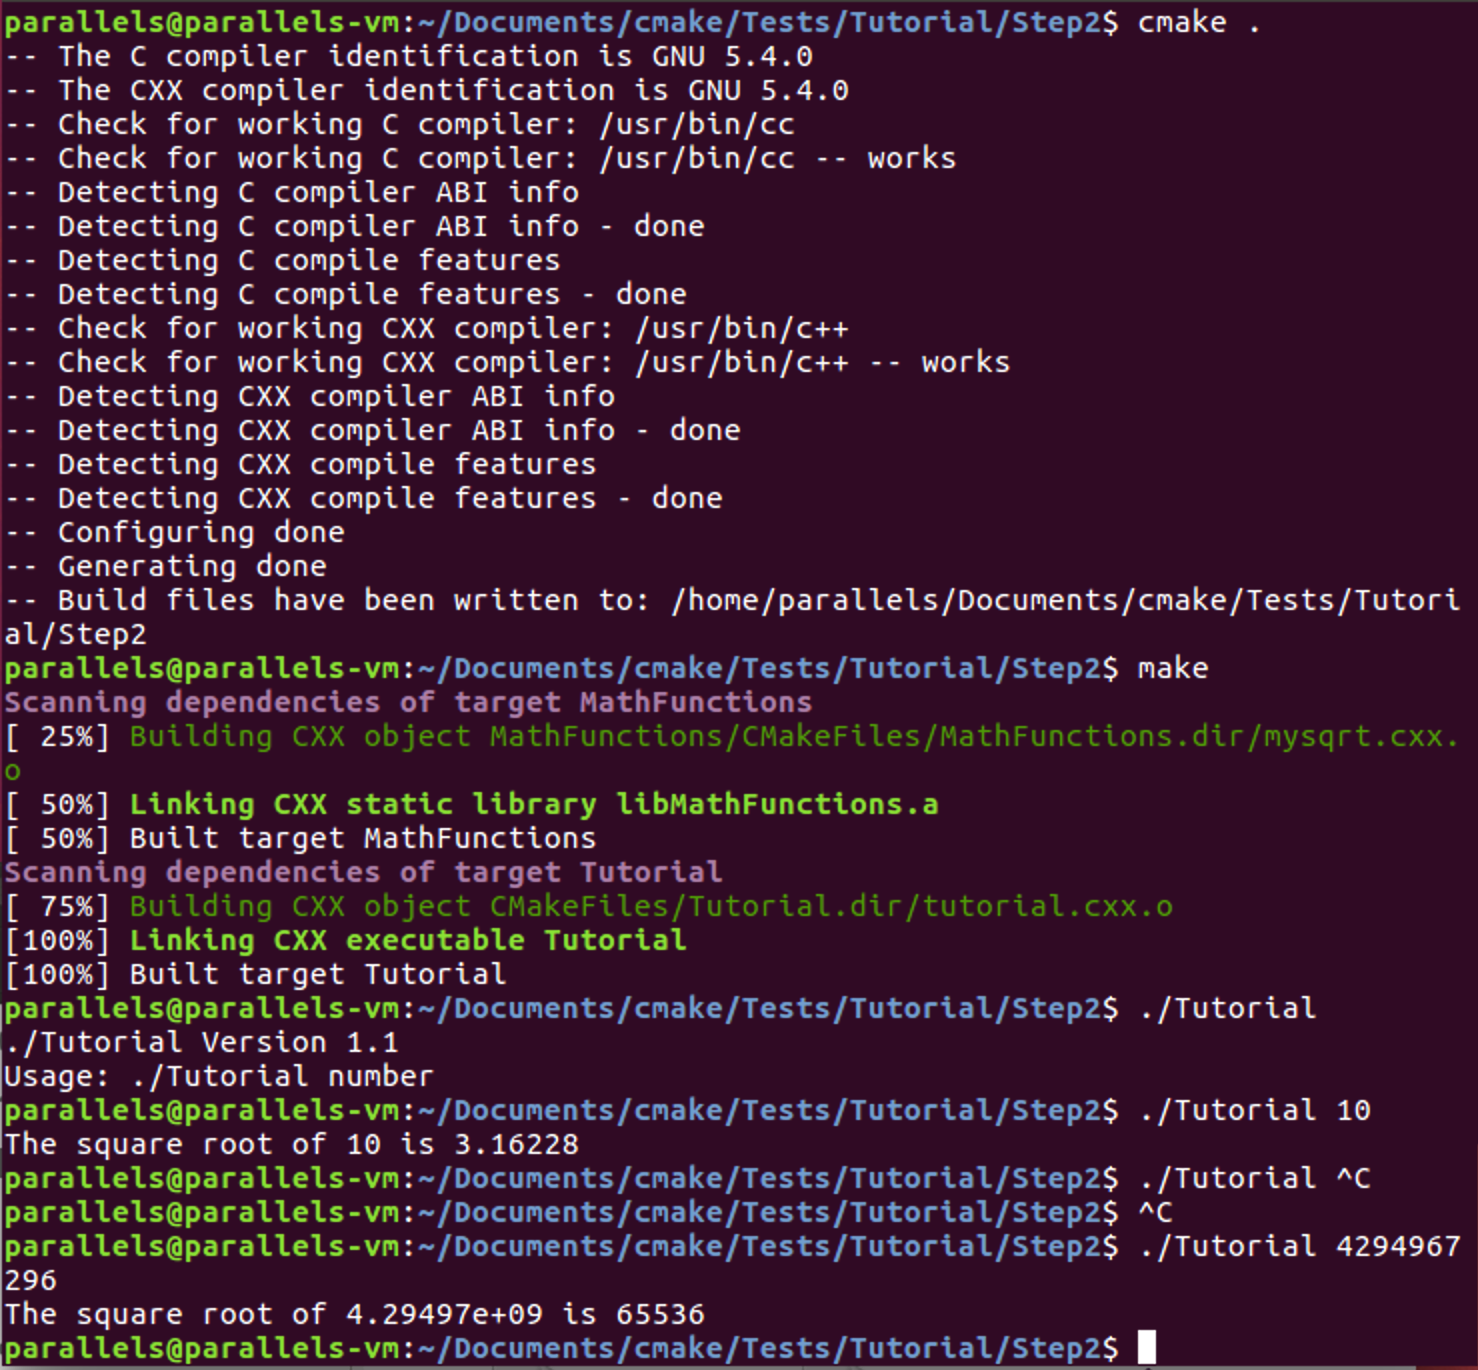 parallels@parallels-vm:~/Documents/cmake/Tests/Tutorial/Step2$ cmake .
-- The C compiler identification is GNU 5.4.0
-- The CXX compiler identification is GNU 5.4.0
-- Check for working C compiler: /usr/bin/cc
-- Check for working C compiler: /usr/bin/cc -- works
-- Detecting C compiler ABI info
-- Detecting C compiler ABI info - done
-- Detecting C compile features
-- Detecting C compile features - done
-- Check for working CXX compiler: /usr/bin/c++
-- Check for working CXX compiler: /usr/bin/c++ -- works
-- Detecting CXX compiler ABI info
-- Detecting CXX compiler ABI info - done
-- Detecting CXX compile features
-- Detecting CXX compile features - done
-- Configuring done
-- Generating done
-- Build files have been written to: /home/parallels/Documents/cmake/Tests/Tutori
al/Step2
parallels@parallels-vm:~/Documents/cmake/Tests/Tutorial/Step2$ make
Scanning dependencies of target MathFunctions
[ 25%] Building CXX object MathFunctions/CMakeFiles/MathFunctions.dir/mysqrt.cxx.
o
[ 50%] Linking CXX static library libMathFunctions.a
[ 50%] Built target MathFunctions
Scanning dependencies of target Tutorial
[ 75%] Building CXX object CMakeFiles/Tutorial.dir/tutorial.cxx.o
[100%] Linking CXX executable Tutorial
[100%] Built target Tutorial
parallels@parallels-vm:~/Documents/cmake/Tests/Tutorial/Step2$ ./Tutorial
./Tutorial Version 1.1
Usage: ./Tutorial number
parallels@parallels-vm:~/Documents/cmake/Tests/Tutorial/Step2$ ./Tutorial 10
The square root of 10 is 3.16228
parallels@parallels-vm:~/Documents/cmake/Tests/Tutorial/Step2$ ./Tutorial ^C
parallels@parallels-vm:~/Documents/cmake/Tests/Tutorial/Step2$ ^C
parallels@parallels-vm:~/Documents/cmake/Tests/Tutorial/Step2$ ./Tutorial 4294967
296
The square root of 4.29497e+09 is 65536
parallels@parallels-vm:~/Documents/cmake/Tests/Tutorial/Step2$